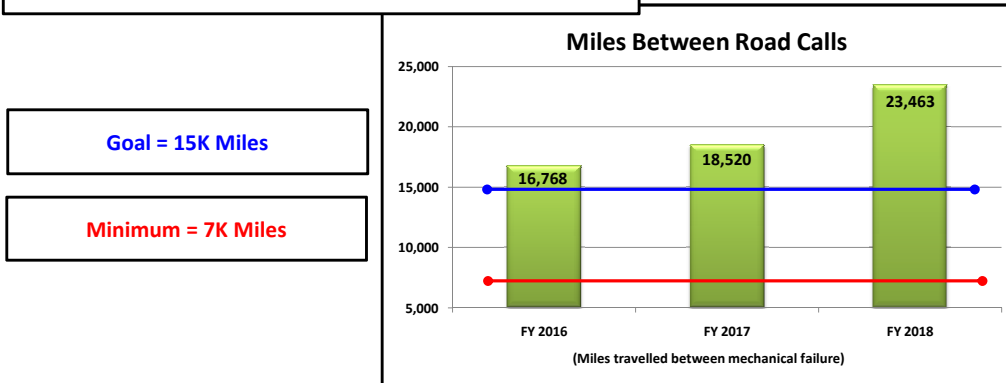 Goal = 15K Miles
Minimum = 7K Miles
Miles Between Road Calls
25,000
20,000
15,000
10,000
5,000
16,768
18,520
23,463
FY 2016
FY 2017
FY 2018
(Miles travelled between mechanical failure)